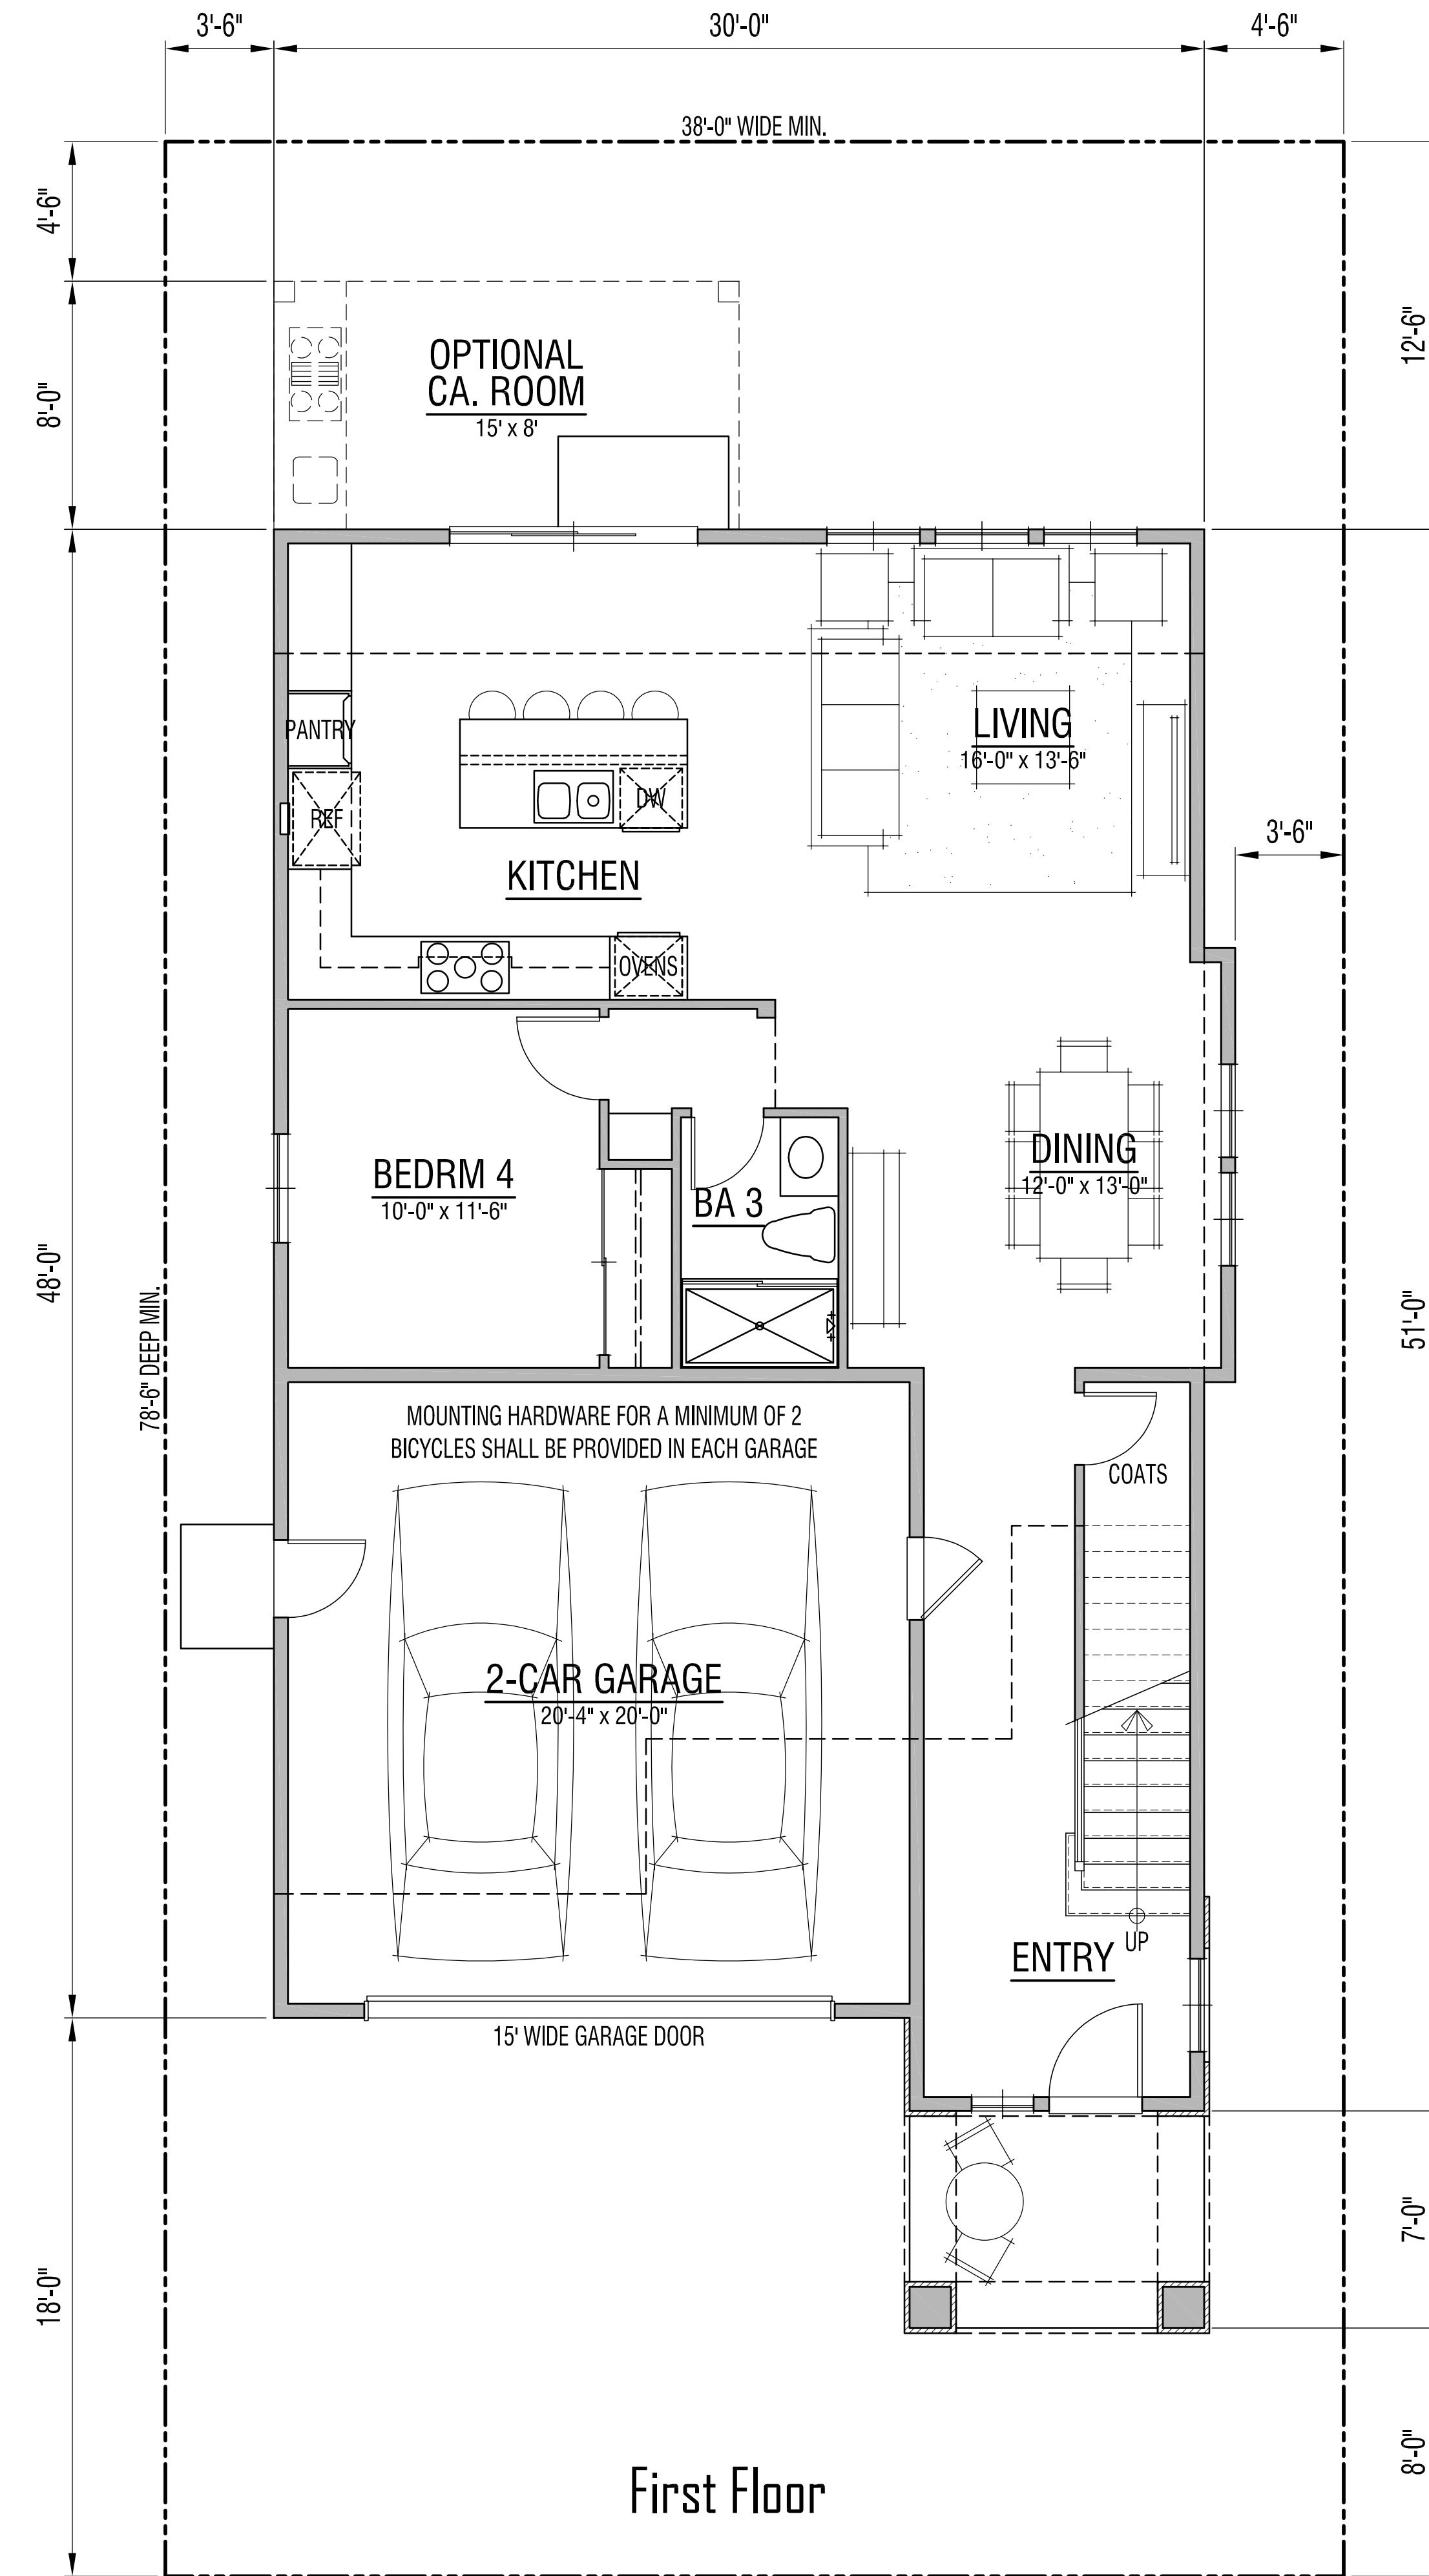 3'-6"
30'-0"
4'-6"
38'-0" WIDE MIN.
4'-6"
8'-0"
12'-6"
OPTIONAL
CA. ROOM
15' x 8'
PANTRY
REF
DW
KITCHEN
OVENS
LIVING
16'-0" x 13'-6"
3'-6"
BEDRM 4
10'-0" x 11'-6"
BA 3
DINING
12'-0" x 13'-0"
48'-0"
78'-6" DEEP MIN.
51'-0"
MOUNTING HARDWARE FOR A MINIMUM OF 2
BICYCLES SHALL BE PROVIDED IN EACH GARAGE
COATS
2-CAR GARAGE
20'-4" x 20'-0"
UP
ENTRY
15' WIDE GARAGE DOOR
18'-0"
7'-0"
8'-0"
First Floor